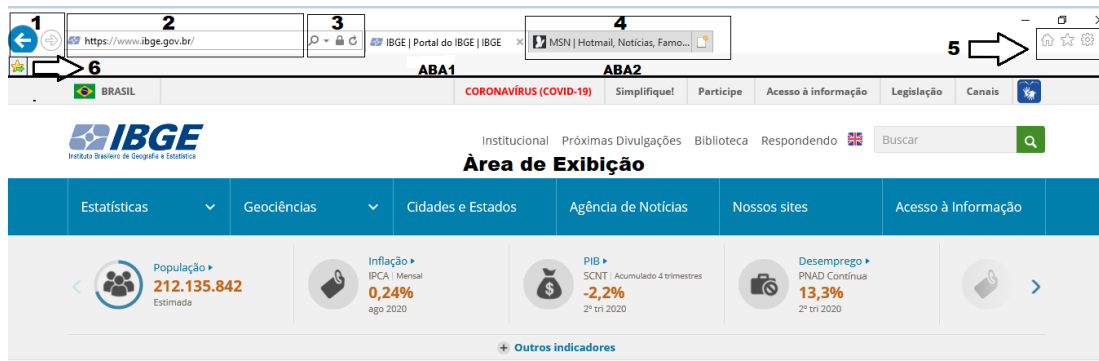 1 2 3 4
https://www.ibge.gov.br/ IBGE | Portal do IBGE | IBGE MSN | Hotmail, Notícias, Famo...
5
6 ABA1 ABA2
BRASIL CORONAVÍRUS (COVID-19) Simplifique! Participe Acesso à informação Legislação Canais
IBGE
Instituto Brasileiro de Geografia e Estatística
Institucional Próximas Divulgações Biblioteca Respondendo Buscar
Àrea de Exibição
Estatísticas Geociências Cidades e Estados Agência de Notícias Nossos sites Acesso à Informação
População
212.135.842
Estimada
Inflação
IPCA | Mensal
0,24%
ago 2020
PIB
SCNT | Acumulado 4 trimestres
-2,2%
2º tri 2020
Desemprego
PNAD Contínua
13,3%
2º tri 2020
+ Outros indicadores